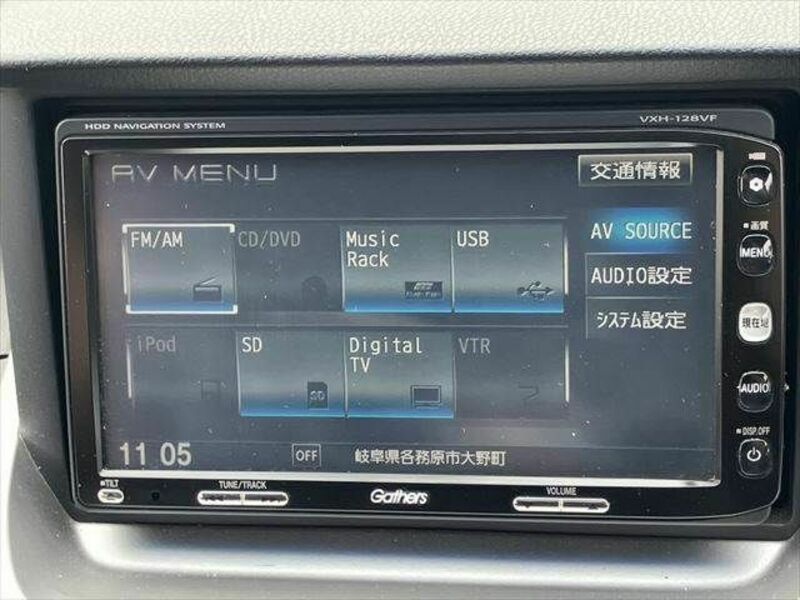 HDD NAVIGATION SYSTEM
VXH-128VF
AV MENU
交通情報
FM/AM
CD/DVD
Music Rack
USB
AV SOURCE
AUDIO設定
システム設定
iPod
SD
Digital TV
VTR
11 05
OFF
岐阜県各務原市大野町
画質
MENU
現在地
AUDIO
DISP.OFF
TILT
TUNE/TRACK
Gathers
VOLUME